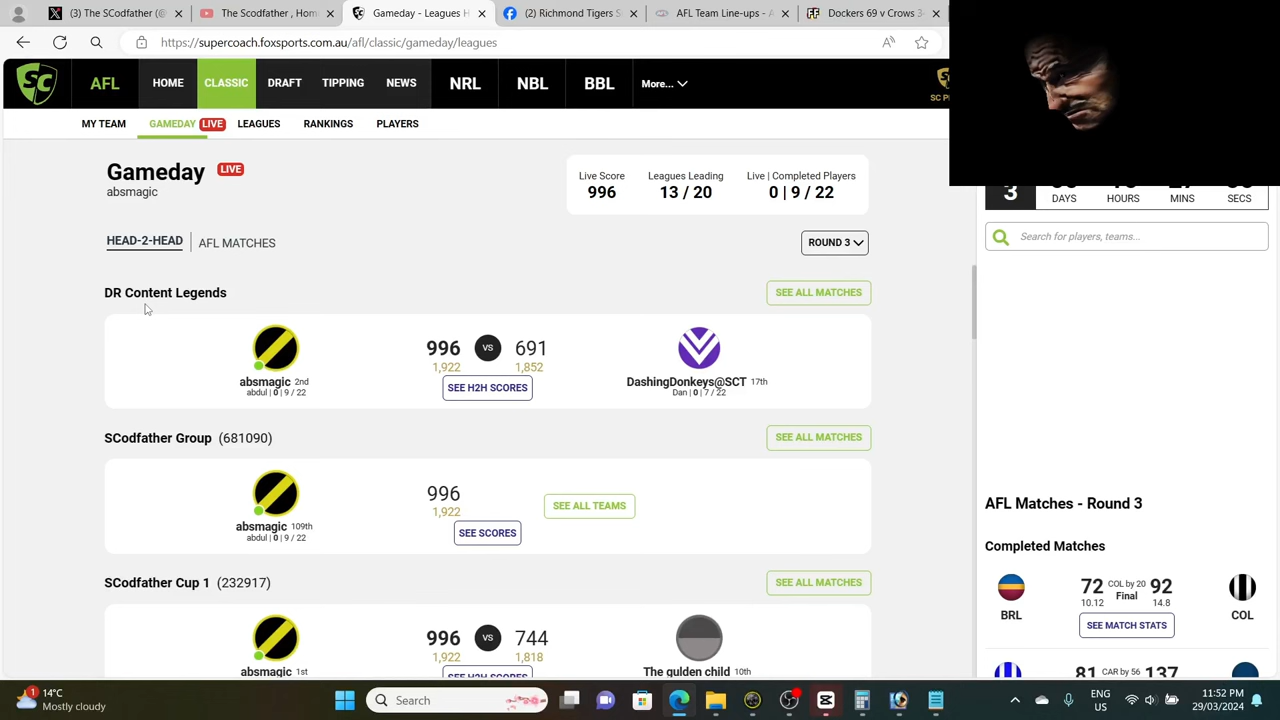 (3) The SCodfather of th
Gameday - Leagues - H
(2) Richmond Tigers S
AFL Team Line-ups - A
Dockers 69 v Crows 3
https://supercoach.foxsports.com.au/afl/classic/gameday/leagues
SC
AFL
HOME
CLASSIC
DRAFT
TIPPING
NEWS
NRL
NBL
BBL
More...
MY TEAM
GAMEDAY LIVE
LEAGUES
RANKINGS
PLAYERS
Gameday LIVE
absmagic
Live Score
996
Leagues Leading
13 / 20
Live | Completed Players
0 | 9 / 22
3
DAYS
HOURS
MINS
SECS
Search for players, teams...
HEAD-2-HEAD
AFL MATCHES
ROUND 3
DR Content Legends
SEE ALL MATCHES
absmagic 2nd
abdul | 0 | 9 / 22
996 VS 691
1,922 1,852
SEE H2H SCORES
DashingDonkeys@SCT 17th
Dan | 0 | 7 / 22
SCodfather Group (681090)
SEE ALL MATCHES
absmagic 109th
abdul | 0 | 9 / 22
996
1,922
SEE SCORES
SEE ALL TEAMS
SCodfather Cup 1 (232917)
SEE ALL MATCHES
absmagic 1st
996 VS 744
1,922 1,818
SEE H2H SCORES
The gulden child 10th
AFL Matches - Round 3
Completed Matches
BRL
72 COL by 20 92
10.12 Final 14.8
COL
SEE MATCH STATS
81 CAR by 56 137
1
14°C
Mostly cloudy
Search
ENG
US
11:52 PM
29/03/2024